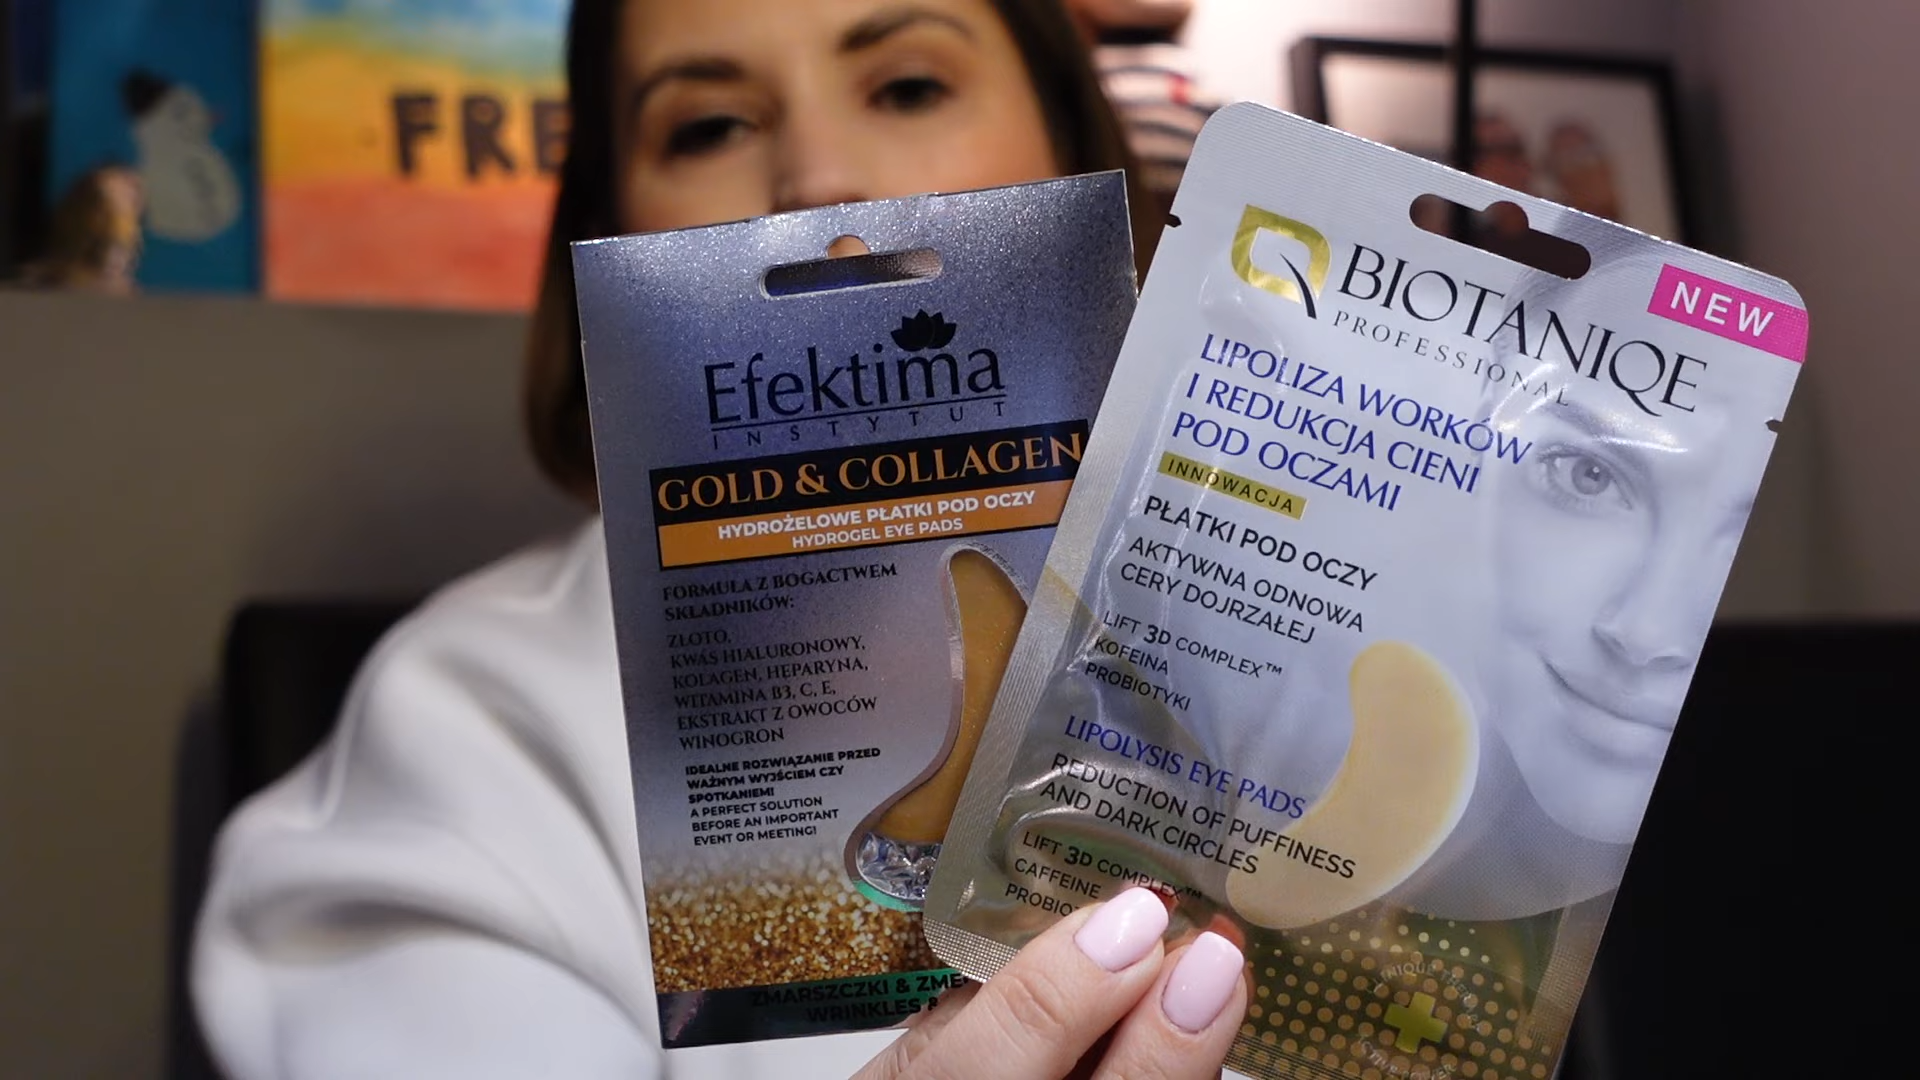 FRE
Efektima
INSTYTUT
GOLD & COLLAGEN
HYDROŻELOWE PŁATKI POD OCZY
HYDROGEL EYE PADS
FORMUŁA Z BOGACTWEM
SKŁADNIKÓW:
ZŁOTO,
KWAS HIALURONOWY,
KOLAGEN, HEPARYNA,
WITAMINA B3, C, E,
EKSTRAKT Z OWOCÓW
WINOGRON
IDEALNE ROZWIĄZANIE PRZED
WAŻNYM WYJŚCIEM CZY
SPOTKANIEM!
A PERFECT SOLUTION
BEFORE AN IMPORTANT
EVENT OR MEETING!
ZMARSZCZKI & ZME
WRINKLES &
BIOTANIQE
PROFESSIONAL
NEW
LIPOLIZA WORKÓW
I REDUKCJA CIENI
POD OCZAMI
INNOWACJA
PŁATKI POD OCZY
AKTYWNA ODNOWA
CERY DOJRZAŁEJ
LIFT 3D COMPLEX™
KOFEINA
PROBIOTYKI
LIPOLYSIS EYE PADS
REDUCTION OF PUFFINESS
AND DARK CIRCLES
LIFT 3D COMPLEX™
CAFFEINE
PROBIO